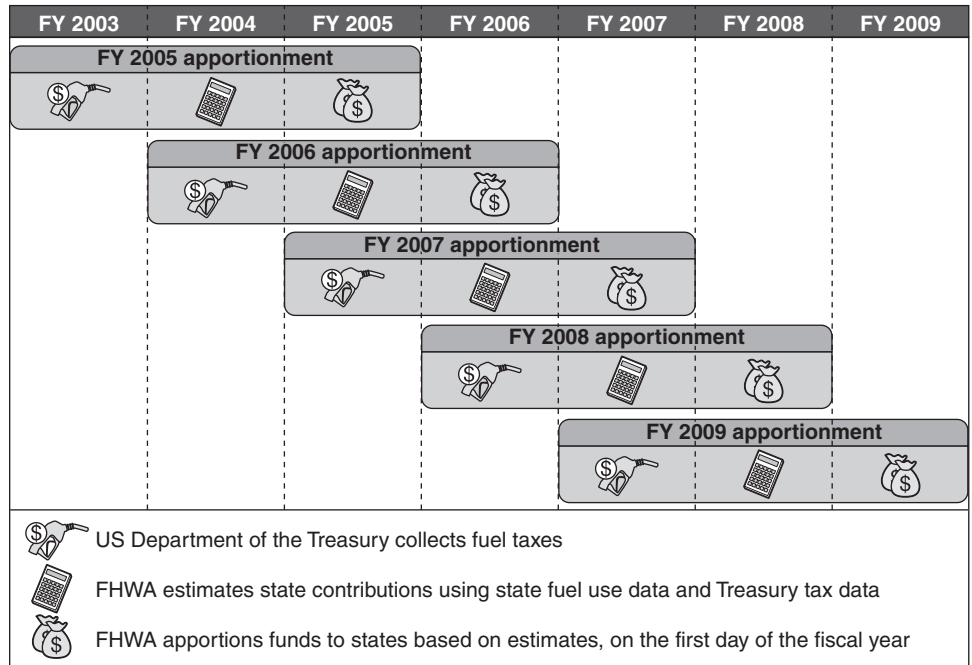 FY 2003 FY 2004 FY 2005 FY 2006 FY 2007 FY 2008 FY 2009
FY 2005 apportionment
$ $
FY 2006 apportionment
$ $
FY 2007 apportionment
$ $
FY 2008 apportionment
$ $
FY 2009 apportionment
$ $
$ US Department of the Treasury collects fuel taxes
FHWA estimates state contributions using state fuel use data and Treasury tax data
$ FHWA apportions funds to states based on estimates, on the first day of the fiscal year